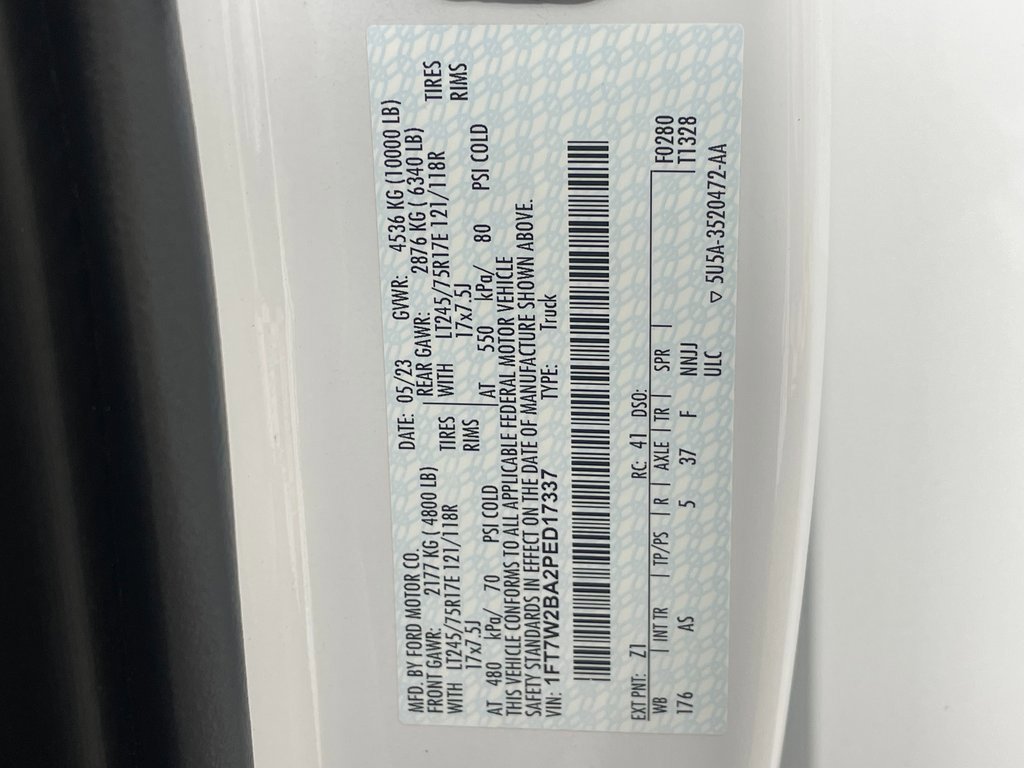 MFD. BY FORD MOTOR CO. DATE: 05/23 GVWR: 4536 KG (10000 LB)
FRONT GAWR: 2177 KG ( 4800 LB) REAR GAWR: 2876 KG ( 6340 LB)
WITH LT245/75R17E 121/118R TIRES WITH LT245/75R17E 121/118R TIRES
17x7.5J RIMS 17x7.5J RIMS
AT 480 kPa/ 70 PSI COLD AT 550 kPa/ 80 PSI COLD
THIS VEHICLE CONFORMS TO ALL APPLICABLE FEDERAL MOTOR VEHICLE
SAFETY STANDARDS IN EFFECT ON THE DATE OF MANUFACTURE SHOWN ABOVE.
VIN: 1FT7W2BA2PED17337 TYPE: Truck
EXT PNT: Z1 RC: 41 DSO:
WB INT TR TP/PS R AXLE TR SPR F0280
176 AS 5 37 F NNJJ T1328
ULC ▽ 5U5A-3520472-AA